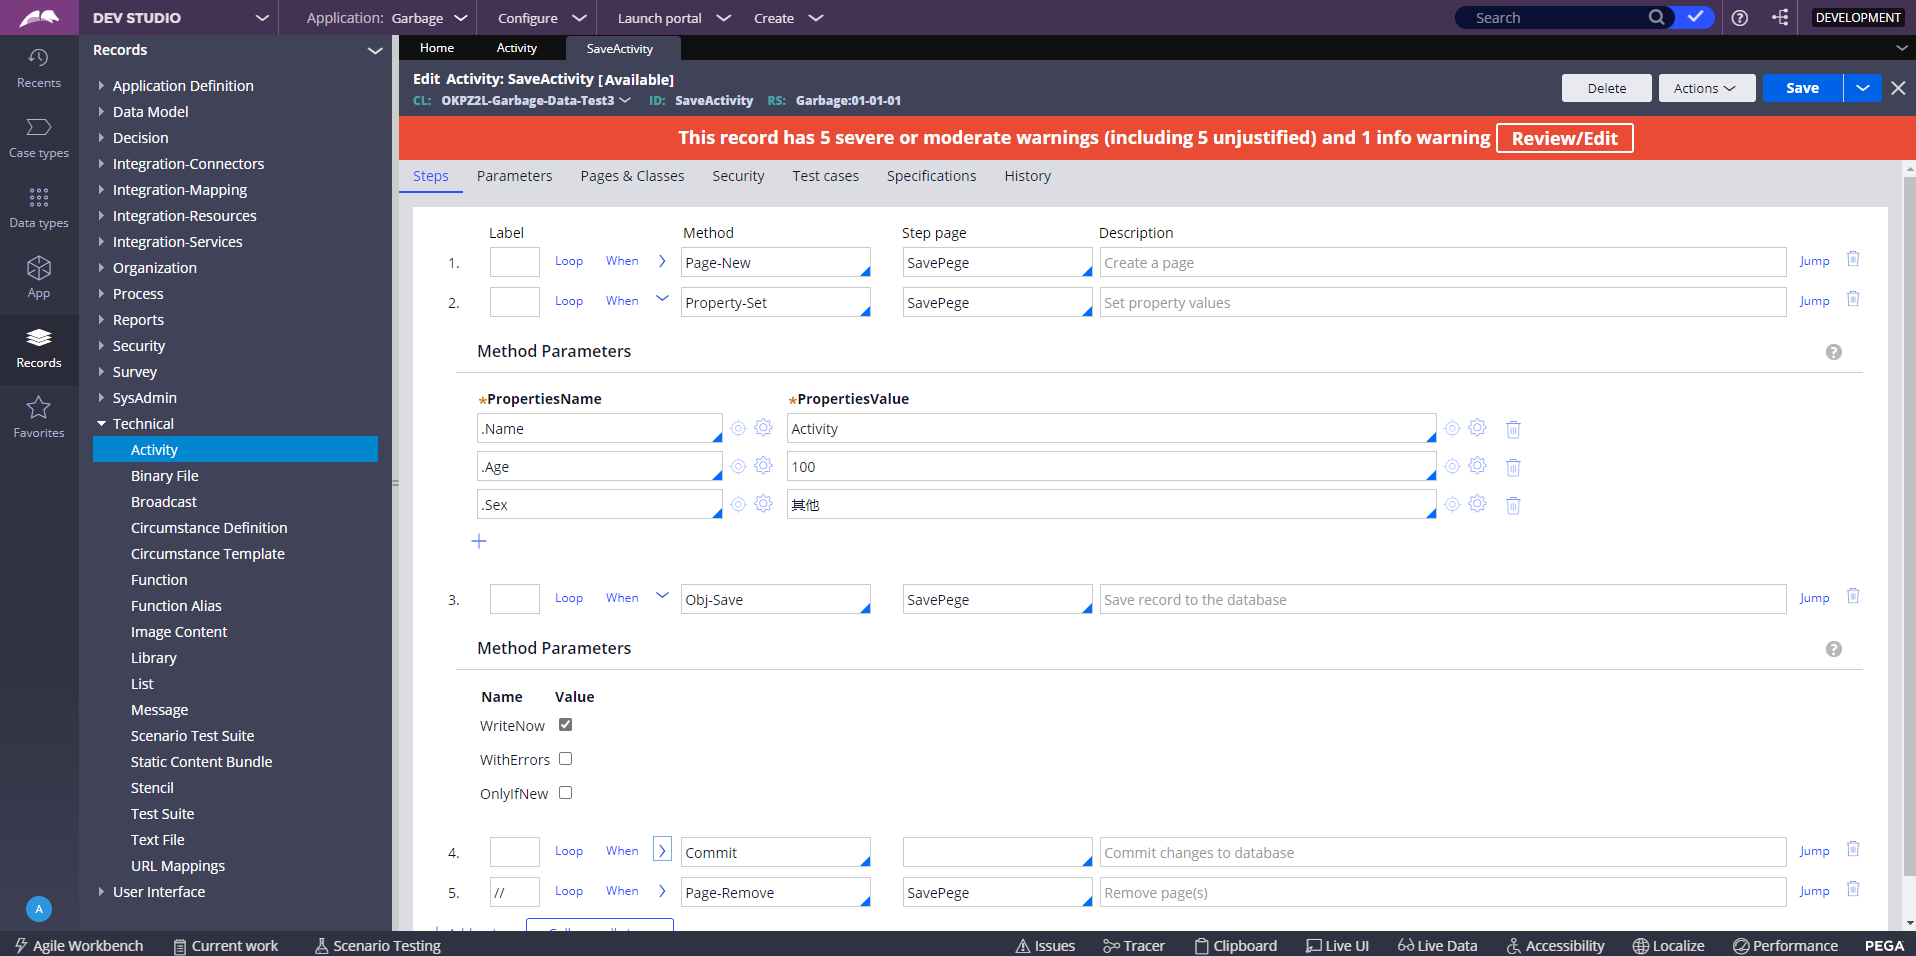 DEV STUDIO Application: Garbage Configure Launch portal Create Search DEVELOPMENT
Recents
Case types
Data types
App
Records
Favorites
A
Records
Application Definition
Data Model
Decision
Integration-Connectors
Integration-Mapping
Integration-Resources
Integration-Services
Organization
Process
Reports
Security
Survey
SysAdmin
Technical
Activity
Binary File
Broadcast
Circumstance Definition
Circumstance Template
Function
Function Alias
Image Content
Library
List
Message
Scenario Test Suite
Static Content Bundle
Stencil
Test Suite
Text File
URL Mappings
User Interface
Home Activity SaveActivity
Edit Activity: SaveActivity [Available]
CL: OKPZ2L-Garbage-Data-Test3 ID: SaveActivity RS: Garbage:01-01-01
Delete Actions Save
This record has 5 severe or moderate warnings (including 5 unjustified) and 1 info warning Review/Edit
Steps Parameters Pages & Classes Security Test cases Specifications History
Label Method Step page Description
1. Loop When Page-New SavePege Create a page Jump
2. Loop When Property-Set SavePege Set property values Jump
Method Parameters
*PropertiesName *PropertiesValue
.Name Activity
.Age 100
.Sex 其他
3. Loop When Obj-Save SavePege Save record to the database Jump
Method Parameters
Name Value
WriteNow
WithErrors
OnlyIfNew
4. Loop When Commit Commit changes to database Jump
5. // Loop When Page-Remove SavePege Remove page(s) Jump
Agile Workbench Current work Scenario Testing Issues Tracer Clipboard Live UI Live Data Accessibility Localize Performance PEGA